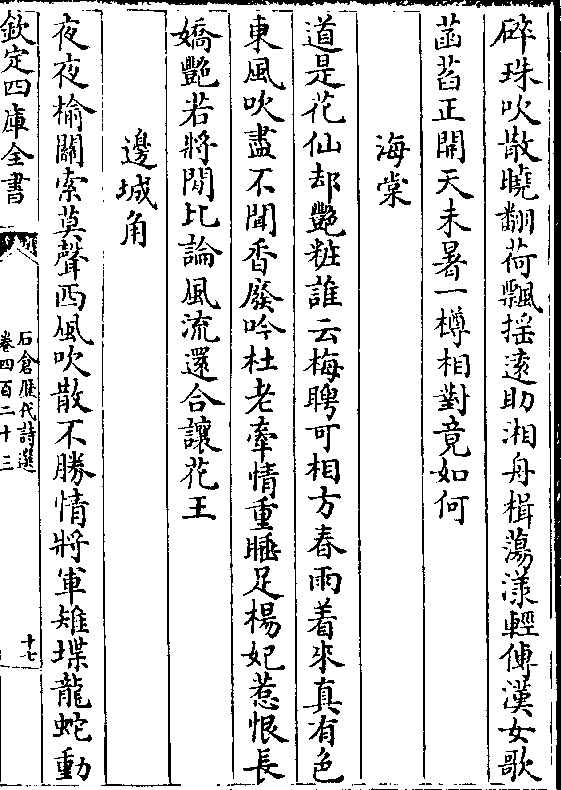 碎珠吹散曉翻荷飄揺遠助湘舟楫蕩漾輕傳漢女歌
菡萏正開天未暑一樽相對竟如何
海棠
道是花仙却艷粧誰云梅聘可相方春雨着來真有色
東風吹盡不聞香廢吟杜老牽情重睡足楊妃惹恨長
嬌艷若將閒比論風流還合讓花王
邊城角
夜夜榆關索莫聲西風吹散不勝情將軍雉堞龍蛇動
欽定四庫全書
石倉歷代詩選
卷四百二十三
十七